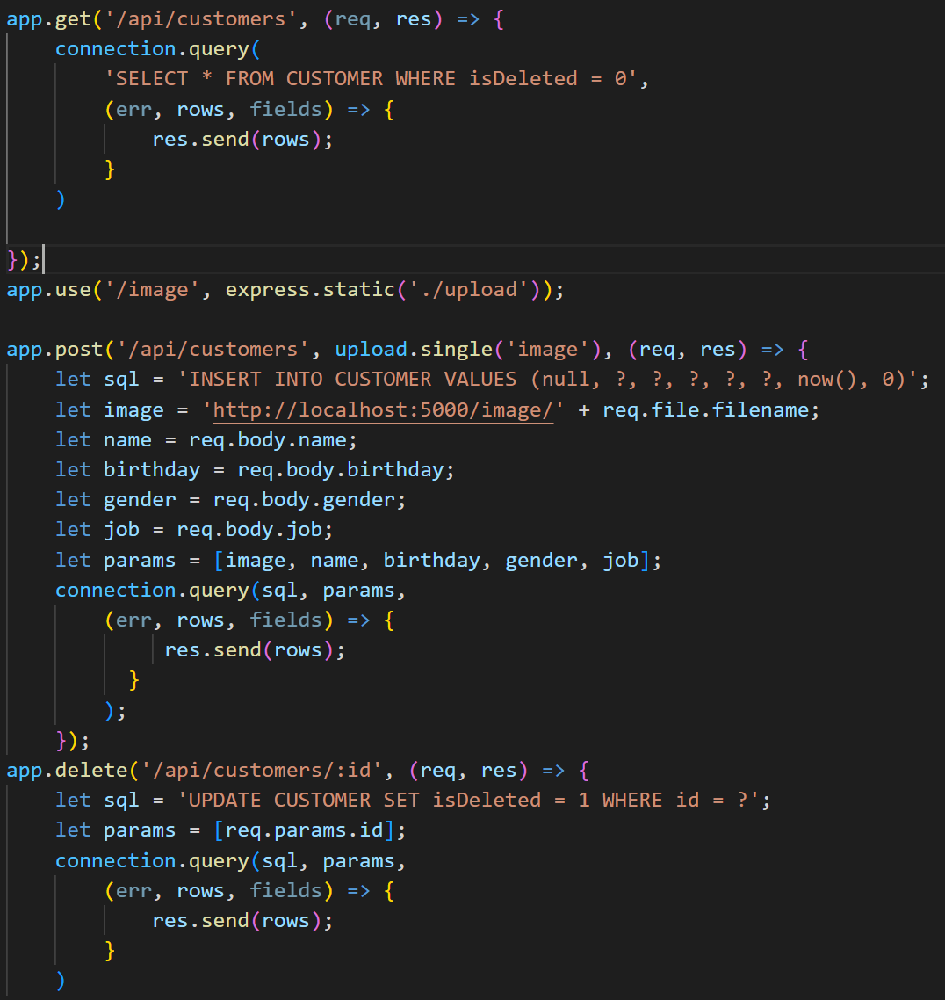 app.get('/api/customers', (req, res) => {
    connection.query(
        'SELECT * FROM CUSTOMER WHERE isDeleted = 0',
        (err, rows, fields) => {
            res.send(rows);
        }
    )

});
app.use('/image', express.static('./upload'));

app.post('/api/customers', upload.single('image'), (req, res) => {
    let sql = 'INSERT INTO CUSTOMER VALUES (null, ?, ?, ?, ?, ?, now(), 0)';
    let image = 'http://localhost:5000/image/' + req.file.filename;
    let name = req.body.name;
    let birthday = req.body.birthday;
    let gender = req.body.gender;
    let job = req.body.job;
    let params = [image, name, birthday, gender, job];
    connection.query(sql, params,
        (err, rows, fields) => {
             res.send(rows);
          }
        );
    });
app.delete('/api/customers/:id', (req, res) => {
    let sql = 'UPDATE CUSTOMER SET isDeleted = 1 WHERE id = ?';
    let params = [req.params.id];
    connection.query(sql, params,
        (err, rows, fields) => {
            res.send(rows);
        }
    )